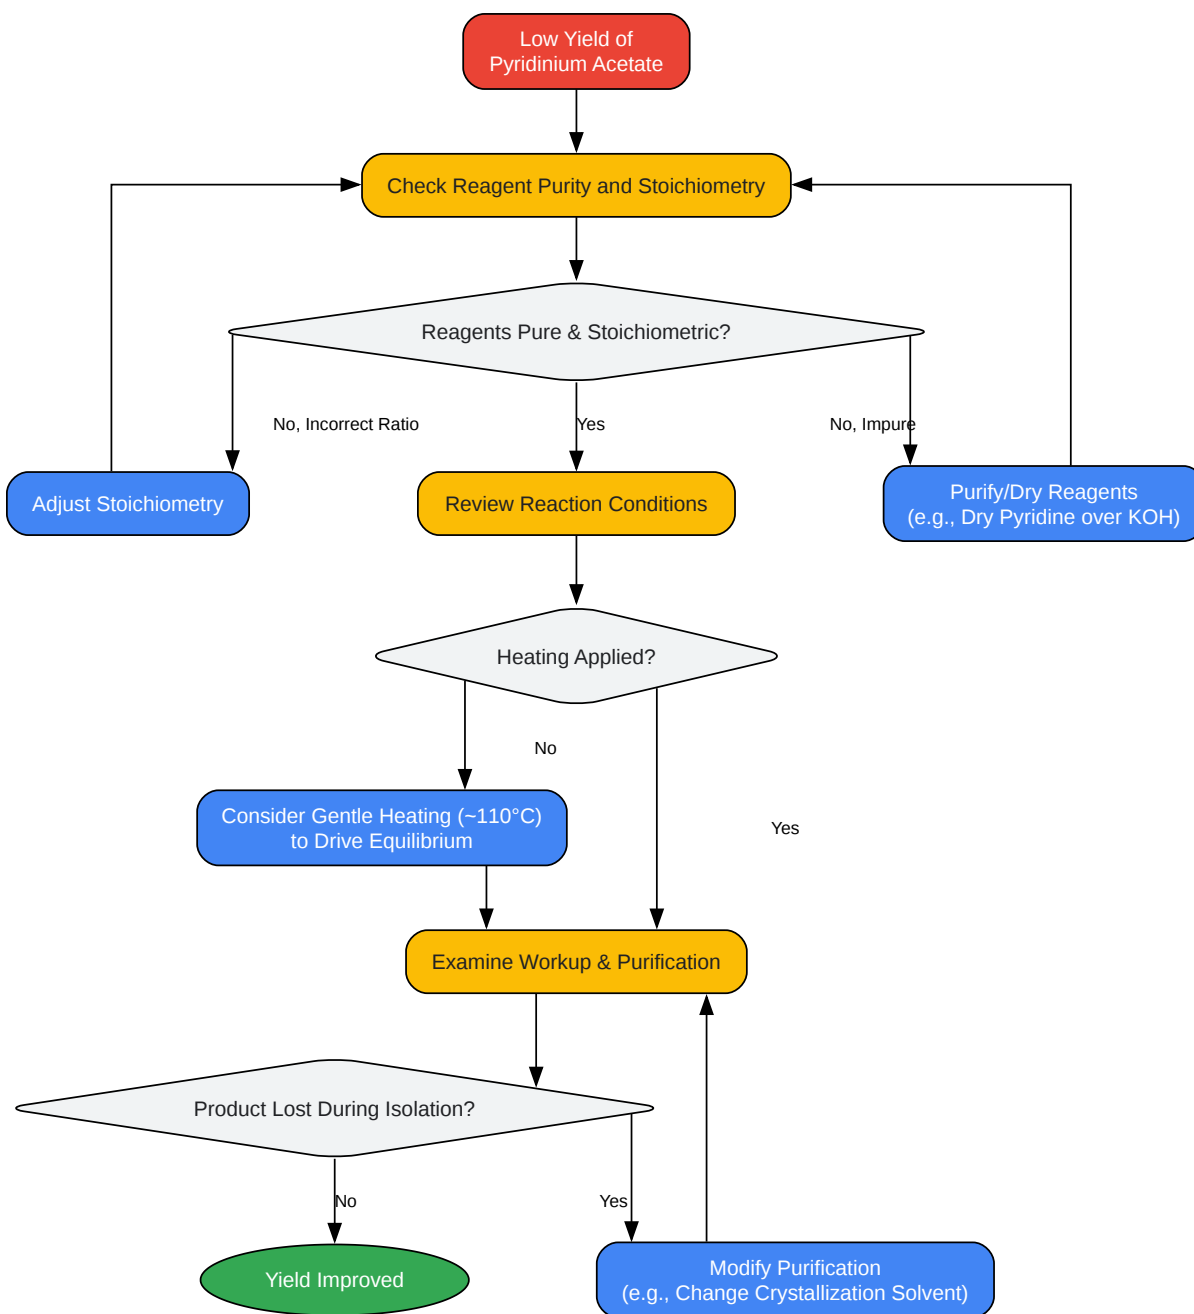 Low Yield of
Pyridinium Acetate
Check Reagent Purity and Stoichiometry
Reagents Pure & Stoichiometric?
No, Incorrect Ratio
Yes
No, Impure
Adjust Stoichiometry
Review Reaction Conditions
Purify/Dry Reagents
(e.g., Dry Pyridine over KOH)
Heating Applied?
No
Consider Gentle Heating (~110°C)
to Drive Equilibrium
Yes
Examine Workup & Purification
Product Lost During Isolation?
No
Yes
Yield Improved
Modify Purification
(e.g., Change Crystallization Solvent)